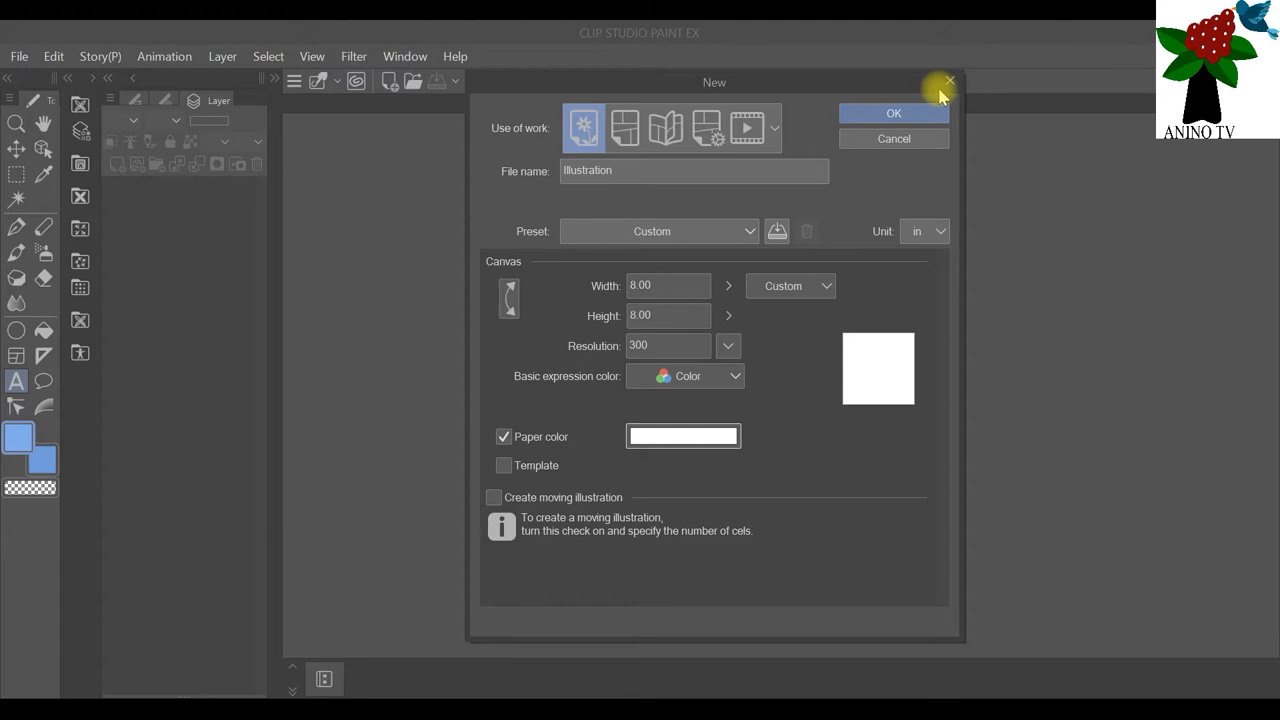 CLIP STUDIO PAINT EX
File Edit Story(P) Animation Layer Select View Filter Window Help
ANINO TV
Tc
Layer
New
Use of work:
OK
Cancel
File name: Illustration
Preset: Custom Unit: in
Canvas
Width: 8.00 Custom
Height: 8.00
Resolution: 300
Basic expression color: Color
Paper color
Template
Create moving illustration
To create a moving illustration,
turn this check on and specify the number of cels.